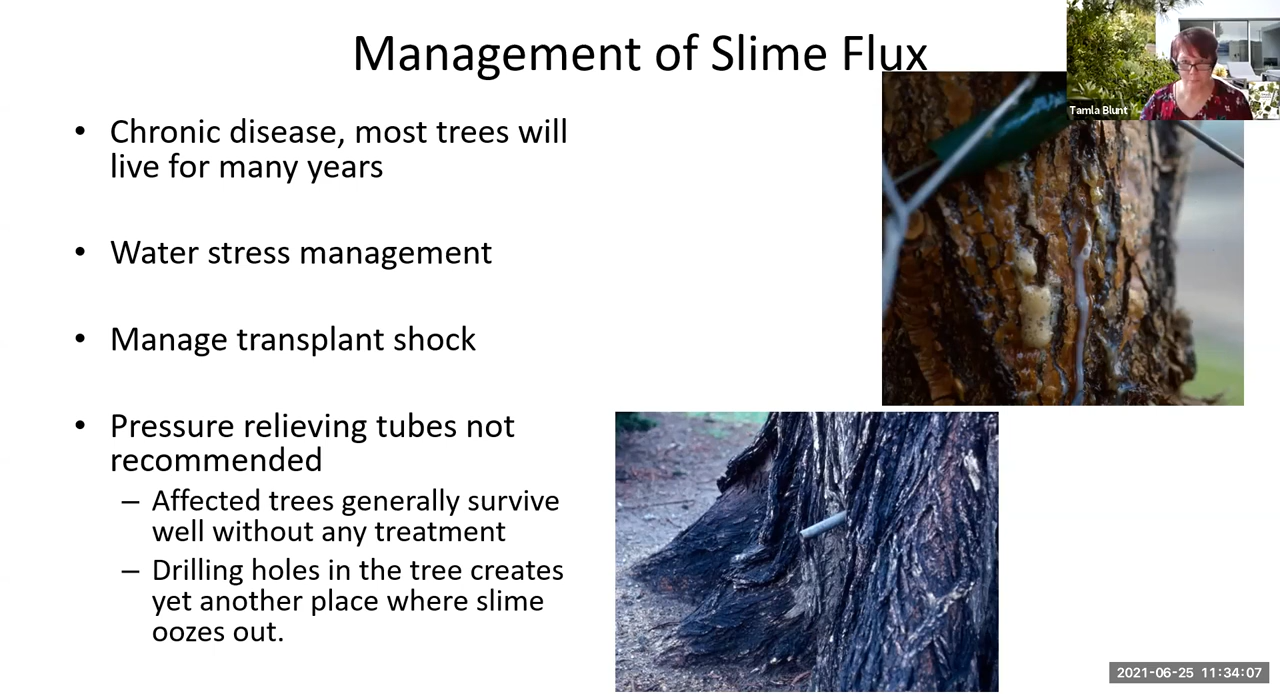 Management of Slime Flux
Tamla Blunt
• Chronic disease, most trees will
live for many years
• Water stress management
• Manage transplant shock
• Pressure relieving tubes not
recommended
– Affected trees generally survive
well without any treatment
– Drilling holes in the tree creates
yet another place where slime
oozes out.
2021-06-25 11:34:07